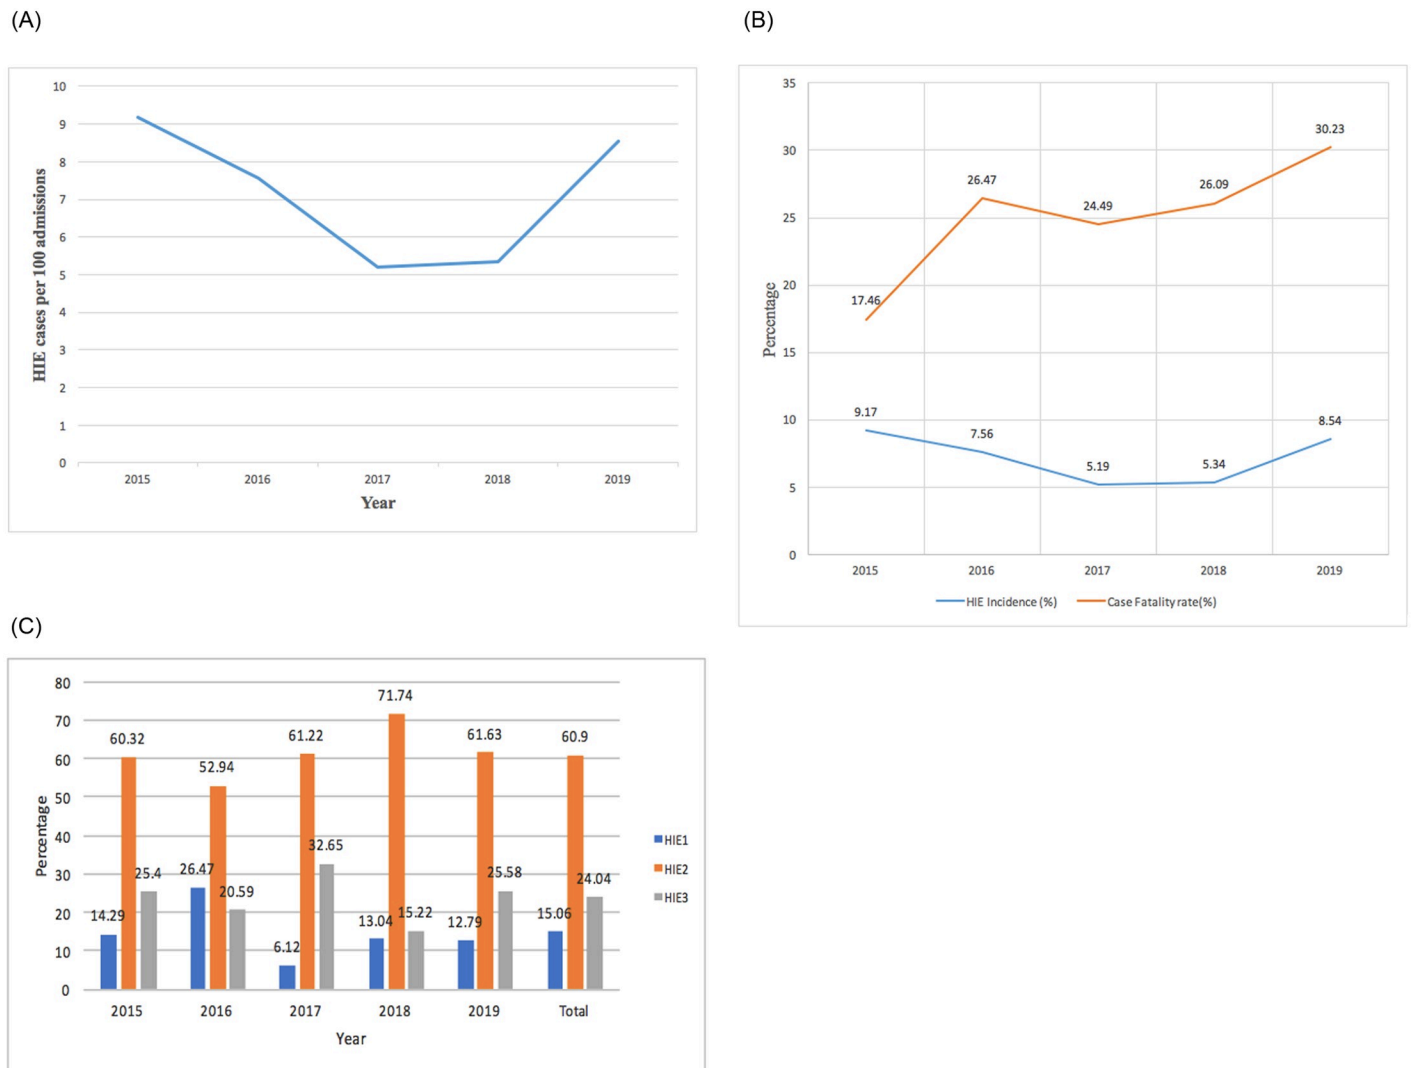 (A)
10
9
8
7
6
5
4
3
2
1
0
HIE cases per 100 admissions
2015 2016 2017 2018 2019
Year
(B)
35
30
25
20
15
10
5
0
Percentage
17.46 26.47 24.49 26.09 30.23
9.17 7.56 5.19 5.34 8.54
2015 2016 2017 2018 2019
HIE Incidence (%) Case Fatality rate(%)
(C)
80
70
60
50
40
30
20
10
0
Percentage
14.29 60.32 25.4
26.47 52.94 20.59
6.12 61.22 32.65
13.04 71.74 15.22
12.79 61.63 25.58
15.06 60.9 24.04
2015 2016 2017 2018 2019 Total
Year
HIE1
HIE2
HIE3